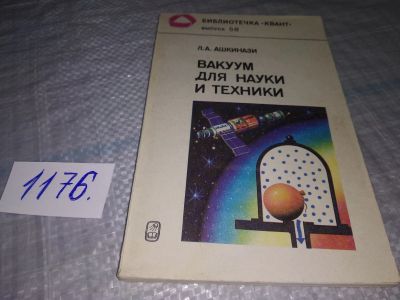 БИБЛИОТЕЧКА «КВАНТ»
ВЫПУСК 58
Л.А. АШКИНАЗИ
ВАКУУМ
ДЛЯ НАУКИ
И ТЕХНИКИ
1176.